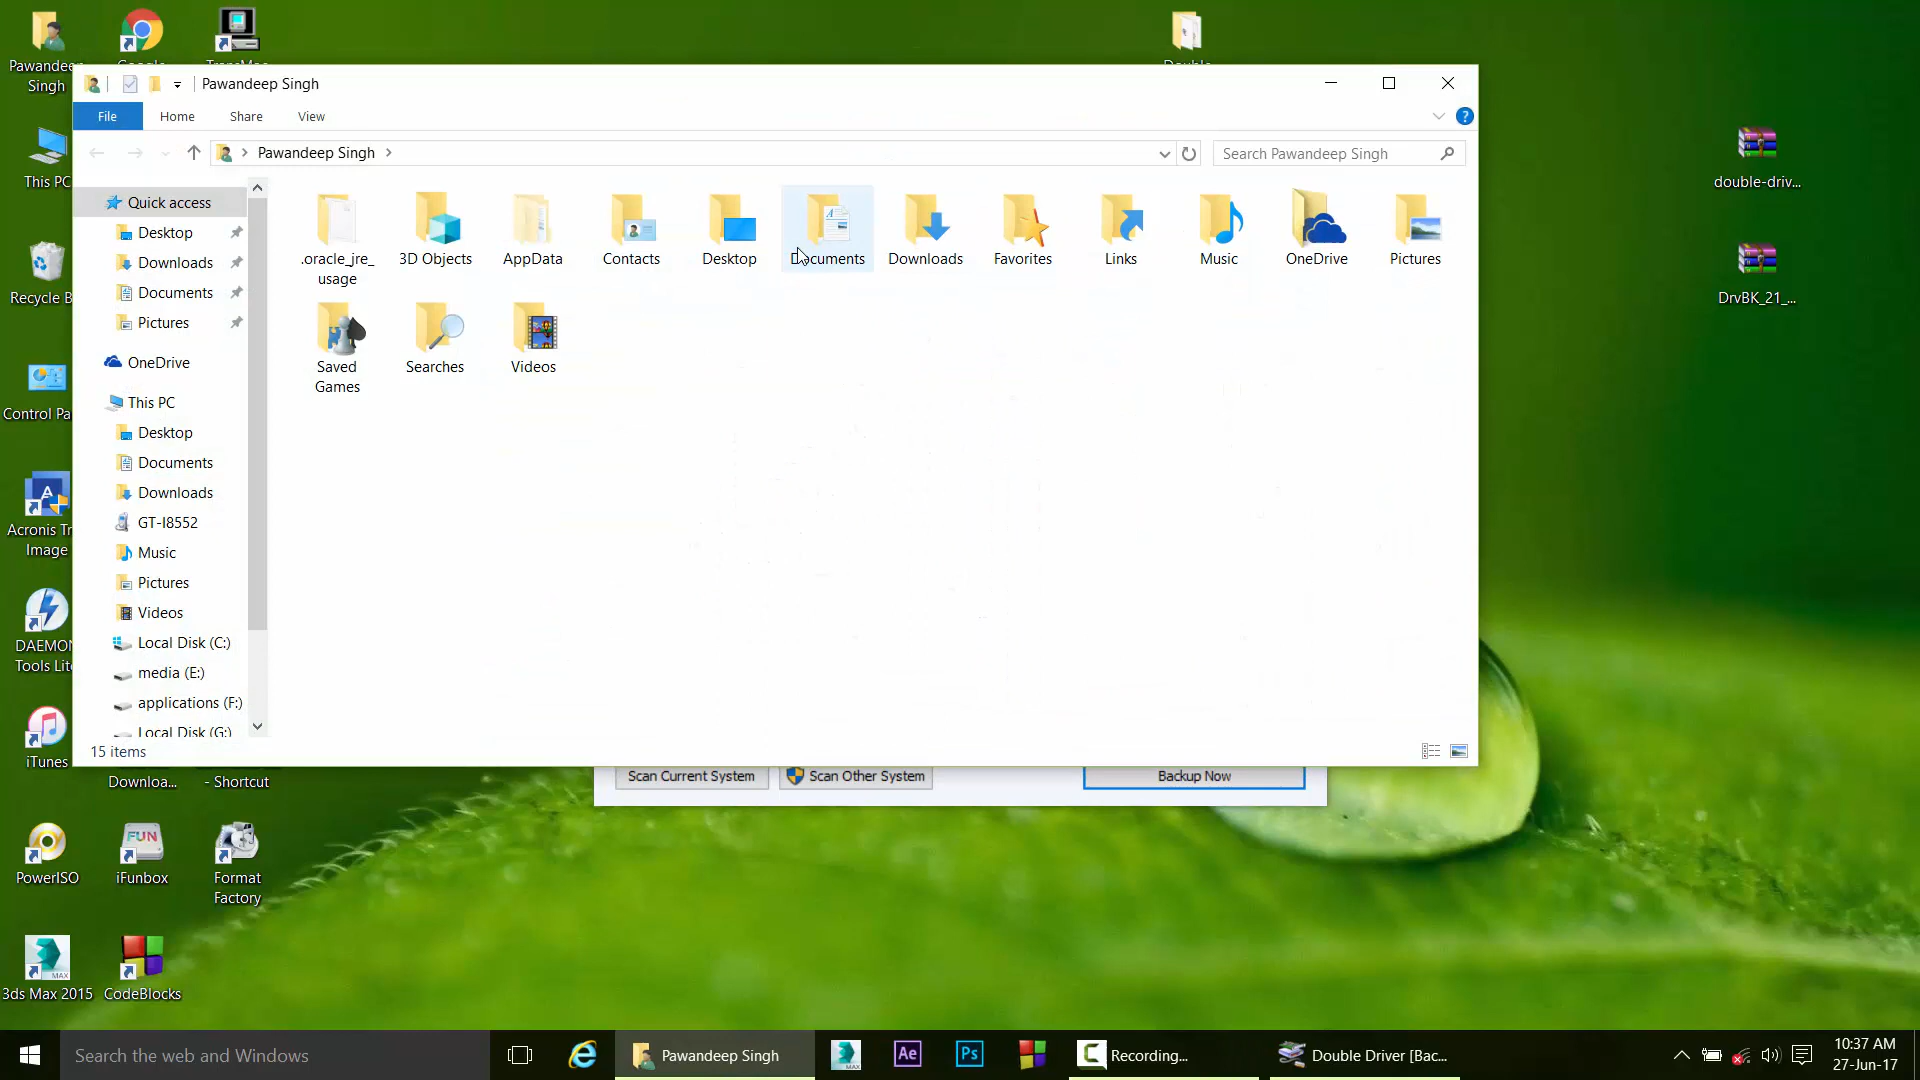 Pawandeep
Singh
This PC
Recycle B
Control Pa
Acronis Tr
Image
DAEMON
Tools Lite
iTunes
PowerISO
3ds Max 2015
Downloa...
iFunbox
CodeBlocks
- Shortcut
Format
Factory
double-driv...
DrvBK_21_...
Pawandeep Singh
File
Home
Share
View
?
Pawandeep Singh
Search Pawandeep Singh
Quick access
Desktop
Downloads
Documents
Pictures
OneDrive
This PC
Desktop
Documents
Downloads
GT-I8552
Music
Pictures
Videos
Local Disk (C:)
media (E:)
applications (F:)
Local Disk (G:)
.oracle_jre_
usage
3D Objects
AppData
Contacts
Desktop
Documents
Downloads
Favorites
Links
Music
OneDrive
Pictures
Saved
Games
Searches
Videos
15 items
Scan Current System
Scan Other System
Backup Now
Search the web and Windows
Pawandeep Singh
Ae
Ps
Recording...
Double Driver [Bac...
10:37 AM
27-Jun-17